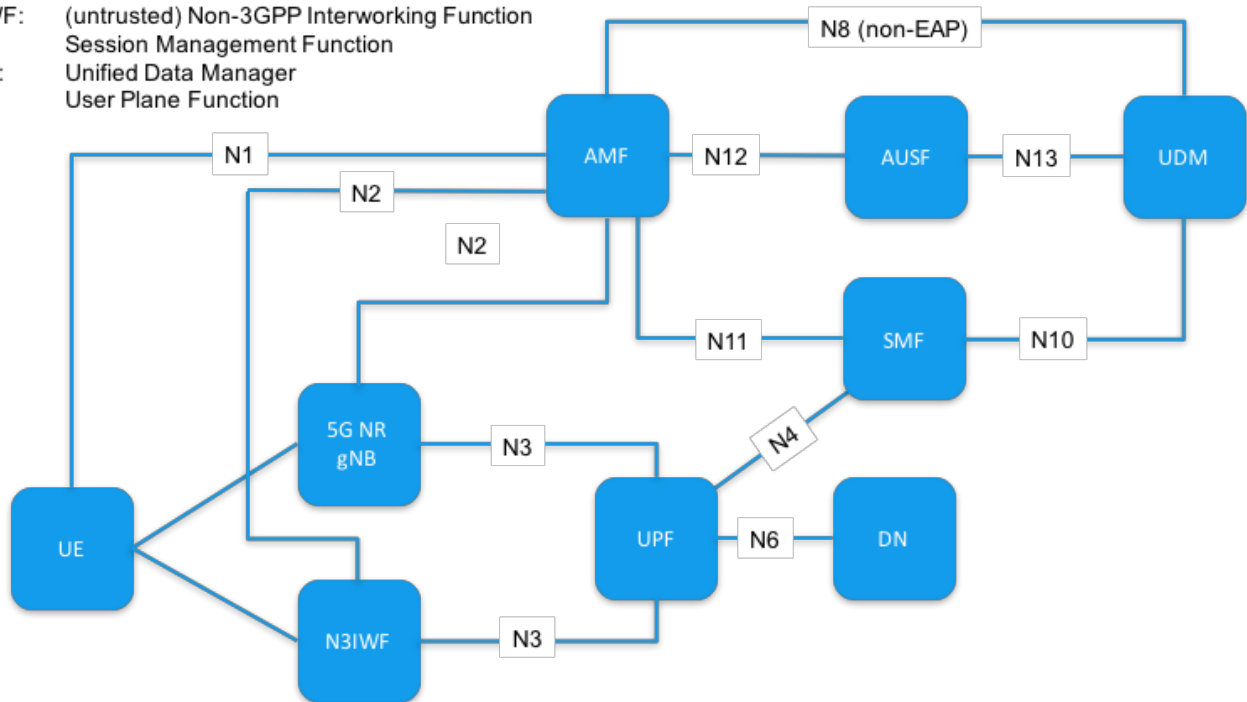 /F: (untrusted) Non-3GPP Interworking Function
Session Management Function
: Unified Data Manager
User Plane Function
N8 (non-EAP)
N1
AMF
N12
AUSF
N13
UDM
N2
N2
N11
SMF
N10
5G NR
gNB
N3
N4
UE
UPF
N6
DN
N3IWF
N3